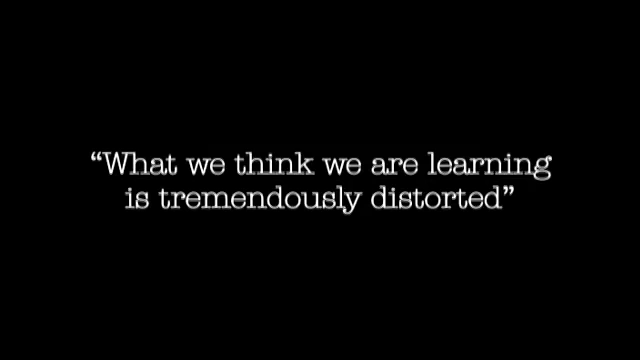 “What we think we are learning
is tremendously distorted”